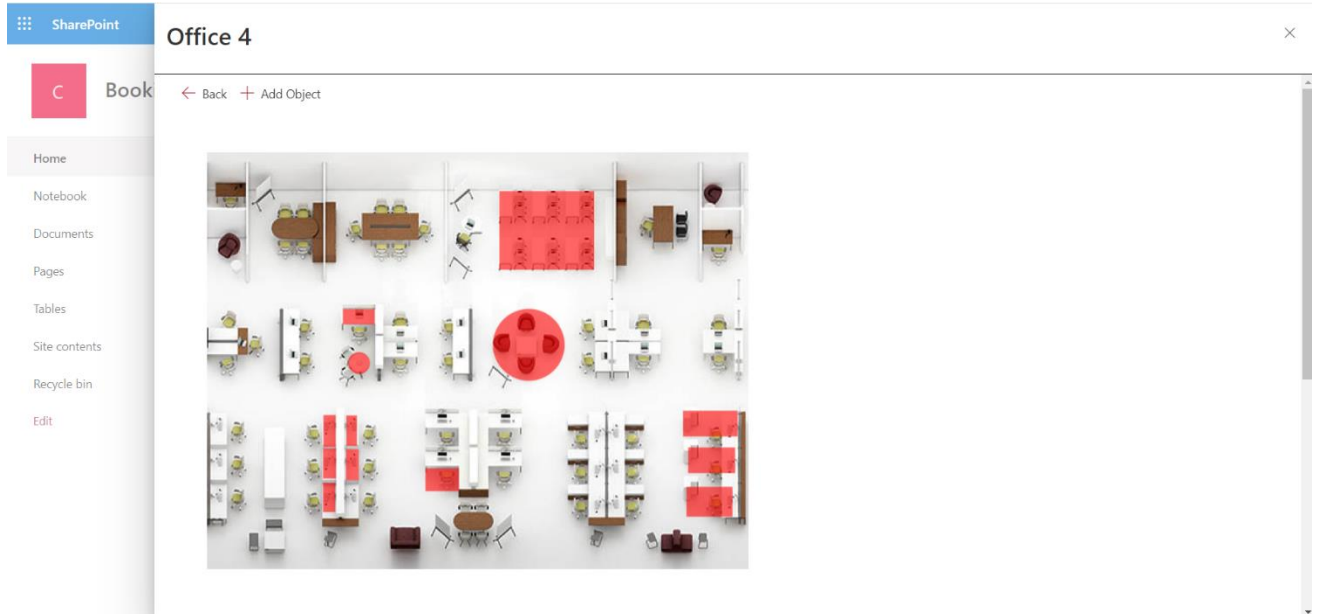 SharePoint
Office 4
C
Book
Back
Add Object
Home
Notebook
Documents
Pages
Tables
Site contents
Recycle bin
Edit